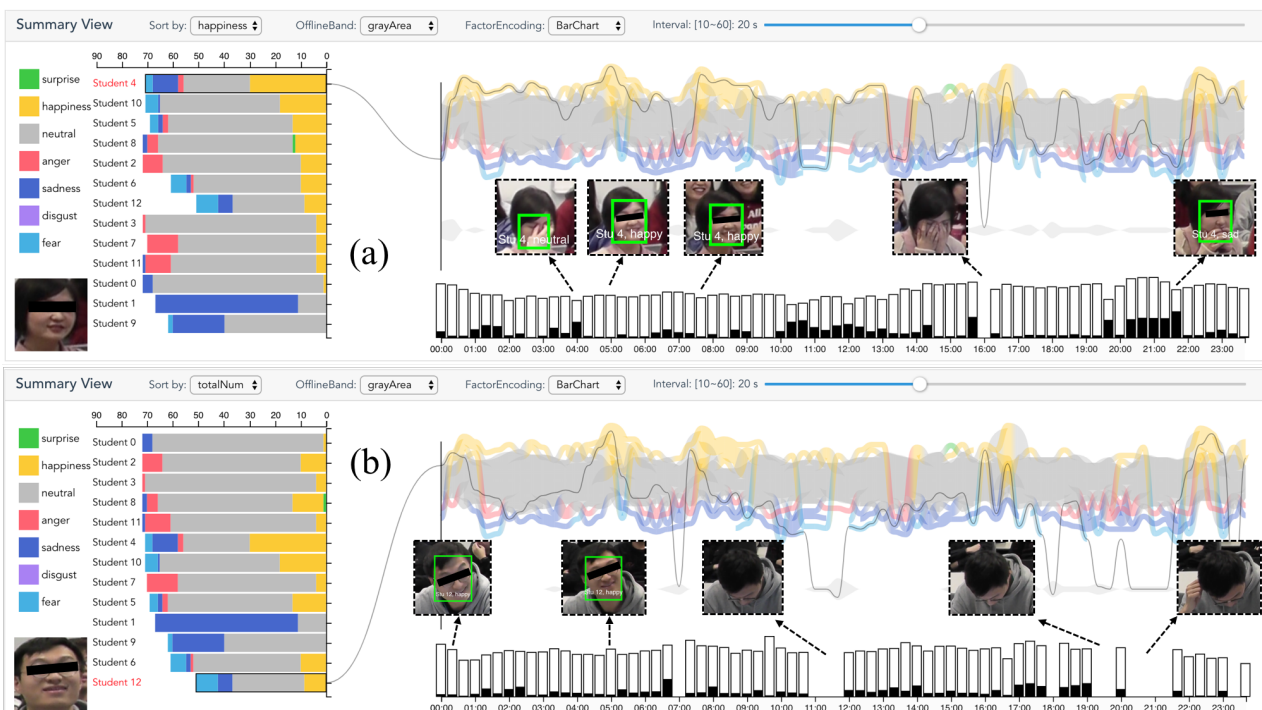 Summary View Sort by: happiness OfflineBand: grayArea FactorEncoding: BarChart Interval: [10~60]: 20 s
90 80 70 60 50 40 30 20 10 0
surprise
happiness
neutral
anger
sadness
disgust
fear
Student 4
Student 10
Student 5
Student 8
Student 2
Student 6
Student 12
Student 3
Student 7
Student 11
Student 0
Student 1
Student 9
(a)
Stu 4, neutral
Stu 4, happy
Stu 4, happy
Stu 4, sad
00:00 01:00 02:00 03:00 04:00 05:00 06:00 07:00 08:00 09:00 10:00 11:00 12:00 13:00 14:00 15:00 16:00 17:00 18:00 19:00 20:00 21:00 22:00 23:00
Summary View Sort by: totalNum OfflineBand: grayArea FactorEncoding: BarChart Interval: [10~60]: 20 s
90 80 70 60 50 40 30 20 10 0
surprise
happiness
neutral
anger
sadness
disgust
fear
Student 0
Student 2
Student 3
Student 8
Student 11
Student 4
Student 10
Student 7
Student 5
Student 1
Student 9
Student 6
Student 12
(b)
Stu 12, happy
Stu 12, happy
00:00 01:00 02:00 03:00 04:00 05:00 06:00 07:00 08:00 09:00 10:00 11:00 12:00 13:00 14:00 15:00 16:00 17:00 18:00 19:00 20:00 21:00 22:00 23:00